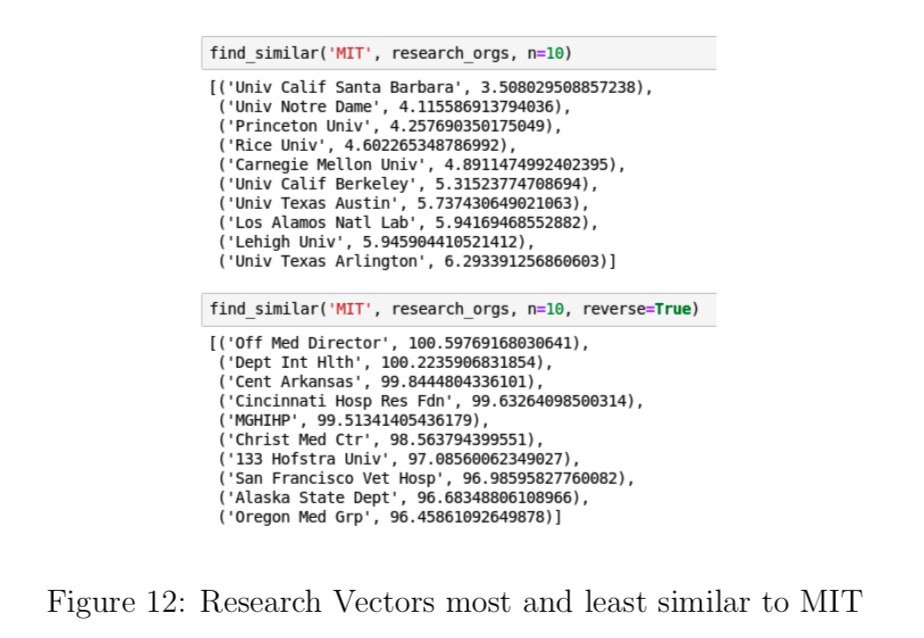 find_similar('MIT', research_orgs, n=10)
[('Univ Calif Santa Barbara', 3.508029508857238),
('Univ Notre Dame', 4.115586913794036),
('Princeton Univ', 4.257690350175049),
('Rice Univ', 4.602265348786992),
('Carnegie Mellon Univ', 4.8911474992402395),
('Univ Calif Berkeley', 5.31523774708694),
('Univ Texas Austin', 5.737430649021063),
('Los Alamos Natl Lab', 5.94169468552882),
('Lehigh Univ', 5.945904410521412),
('Univ Texas Arlington', 6.293391256860603)]
find_similar('MIT', research_orgs, n=10, reverse=True)
[('Off Med Director', 100.59769168030641),
('Dept Int Hlth', 100.2235906831854),
('Cent Arkansas', 99.8444804336101),
('Cincinnati Hosp Res Fdn', 99.63264098500314),
('MGHIHP', 99.51341405436179),
('Christ Med Ctr', 98.563794399551),
('133 Hofstra Univ', 97.08560062349027),
('San Francisco Vet Hosp', 96.98595827760082),
('Alaska State Dept', 96.68348806108966),
('Oregon Med Grp', 96.45861092649878)]
Figure 12: Research Vectors most and least similar to MIT